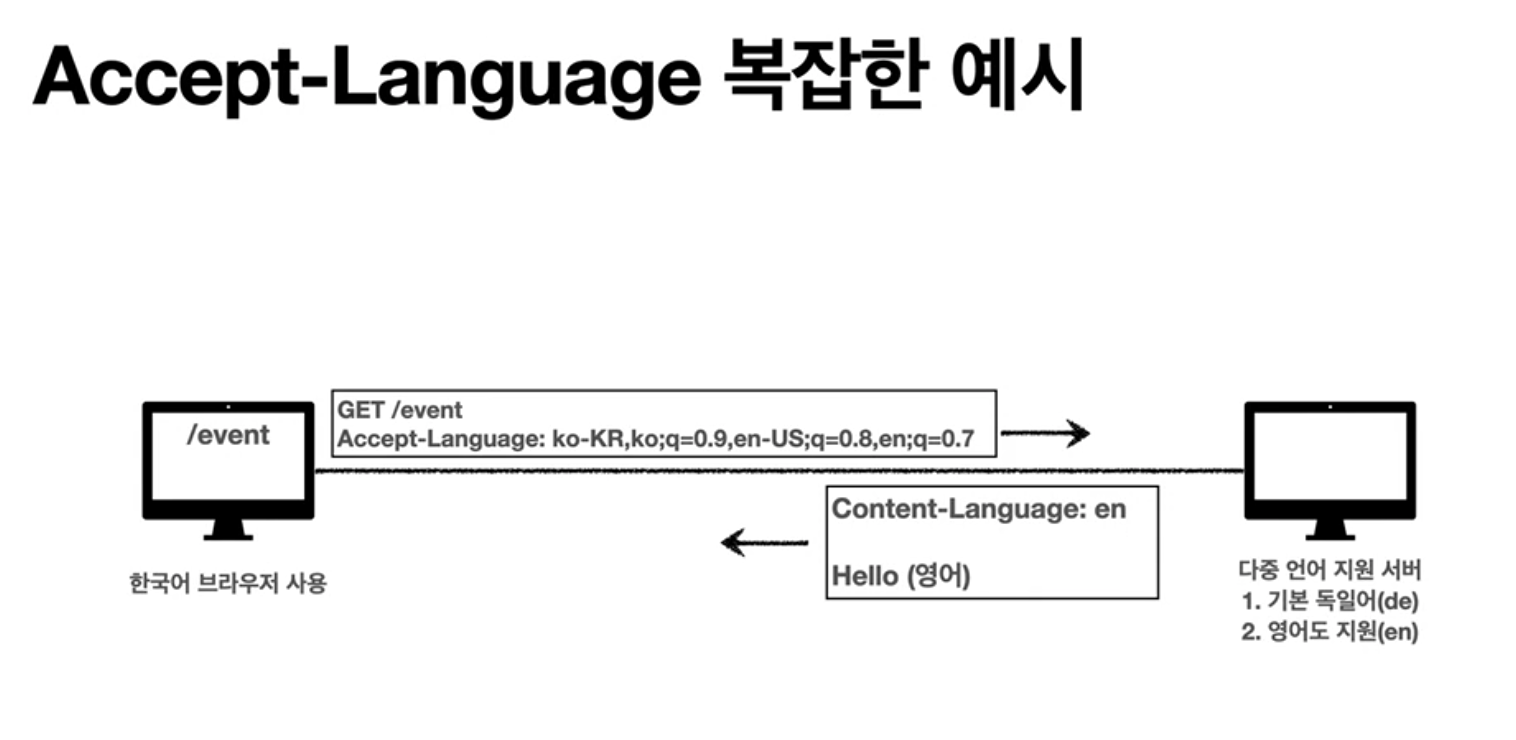 Accept-Language 복잡한 예시
/event
GET /event
Accept-Language: ko-KR,ko;q=0.9,en-US;q=0.8,en;q=0.7
Content-Language: en
Hello (영어)
한국어 브라우저 사용
다중 언어 지원 서버
1. 기본 독일어(de)
2. 영어도 지원(en)